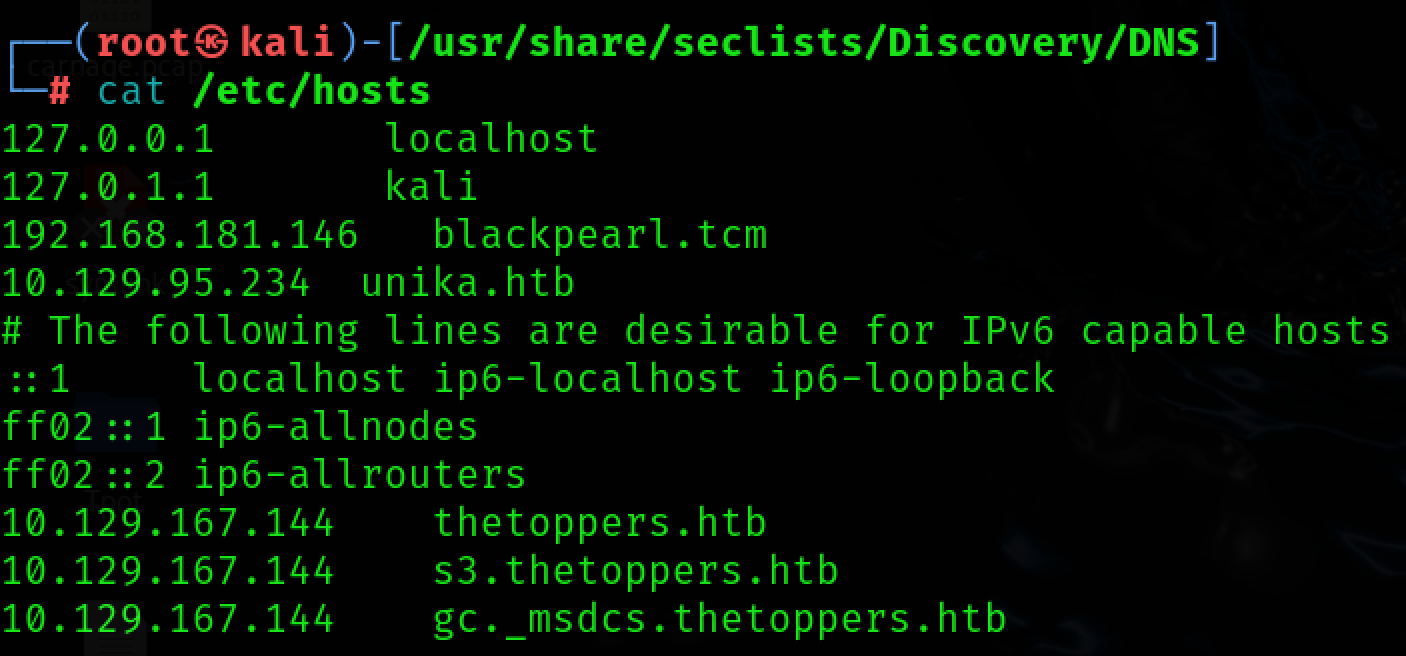 ┌──(root㉿kali)-[/usr/share/seclists/Discovery/DNS]
└─# cat /etc/hosts
127.0.0.1       localhost
127.0.1.1       kali
192.168.181.146   blackpearl.tcm
10.129.95.234  unika.htb
# The following lines are desirable for IPv6 capable hosts
::1     localhost ip6-localhost ip6-loopback
ff02::1 ip6-allnodes
ff02::2 ip6-allrouters
10.129.167.144    thetoppers.htb
10.129.167.144    s3.thetoppers.htb
10.129.167.144    gc._msdcs.thetoppers.htb
carnage.pcap